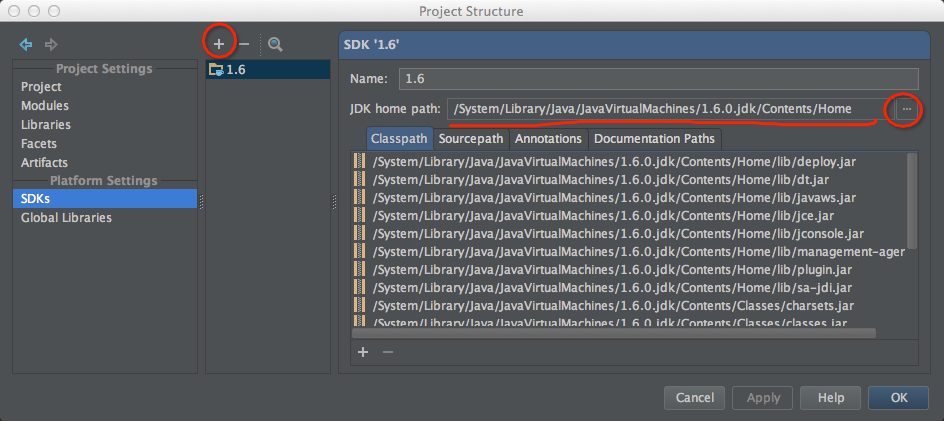 Project Structure
Project Settings
Project
Modules
Libraries
Facets
Artifacts
Platform Settings
SDKs
Global Libraries
1.6
SDK '1.6'
Name: 1.6
JDK home path: /System/Library/Java/JavaVirtualMachines/1.6.0.jdk/Contents/Home ...
Classpath Sourcepath Annotations Documentation Paths
/System/Library/Java/JavaVirtualMachines/1.6.0.jdk/Contents/Home/lib/deploy.jar
/System/Library/Java/JavaVirtualMachines/1.6.0.jdk/Contents/Home/lib/dt.jar
/System/Library/Java/JavaVirtualMachines/1.6.0.jdk/Contents/Home/lib/javaws.jar
/System/Library/Java/JavaVirtualMachines/1.6.0.jdk/Contents/Home/lib/jce.jar
/System/Library/Java/JavaVirtualMachines/1.6.0.jdk/Contents/Home/lib/jconsole.jar
/System/Library/Java/JavaVirtualMachines/1.6.0.jdk/Contents/Home/lib/management-ager
/System/Library/Java/JavaVirtualMachines/1.6.0.jdk/Contents/Home/lib/plugin.jar
/System/Library/Java/JavaVirtualMachines/1.6.0.jdk/Contents/Home/lib/sa-jdi.jar
/System/Library/Java/JavaVirtualMachines/1.6.0.jdk/Contents/Classes/charsets.jar
/System/Library/Java/JavaVirtualMachines/1.6.0.jdk/Contents/Classes/classes.jar
Cancel Apply Help OK